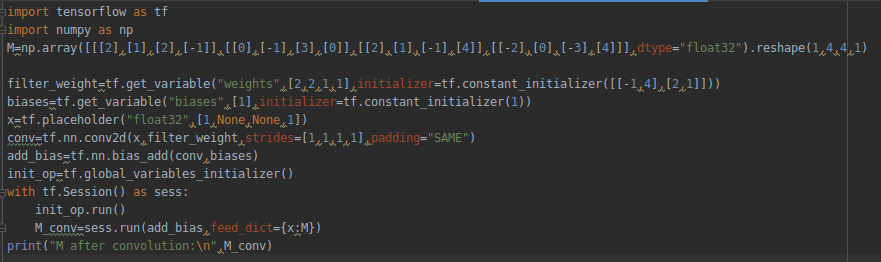 import tensorflow as tf
import numpy as np
M=np.array([[[2],[1],[2],[-1]],[[0],[-1],[3],[0]],[[2],[1],[-1],[4]],[[-2],[0],[-3],[4]]],dtype="float32").reshape(1,4,4,1)
filter_weight=tf.get_variable("weights",[2,2,1,1],initializer=tf.constant_initializer([[-1,4],[2,1]]))
biases=tf.get_variable("biases",[1],initializer=tf.constant_initializer(1))
x=tf.placeholder("float32",[1,None,None,1])
conv=tf.nn.conv2d(x,filter_weight,strides=[1,1,1,1],padding="SAME")
add_bias=tf.nn.bias_add(conv,biases)
init_op=tf.global_variables_initializer()
with tf.Session() as sess:
    init_op.run()
    M_conv=sess.run(add_bias,feed_dict={x:M})
print("M after convolution:\n",M_conv)